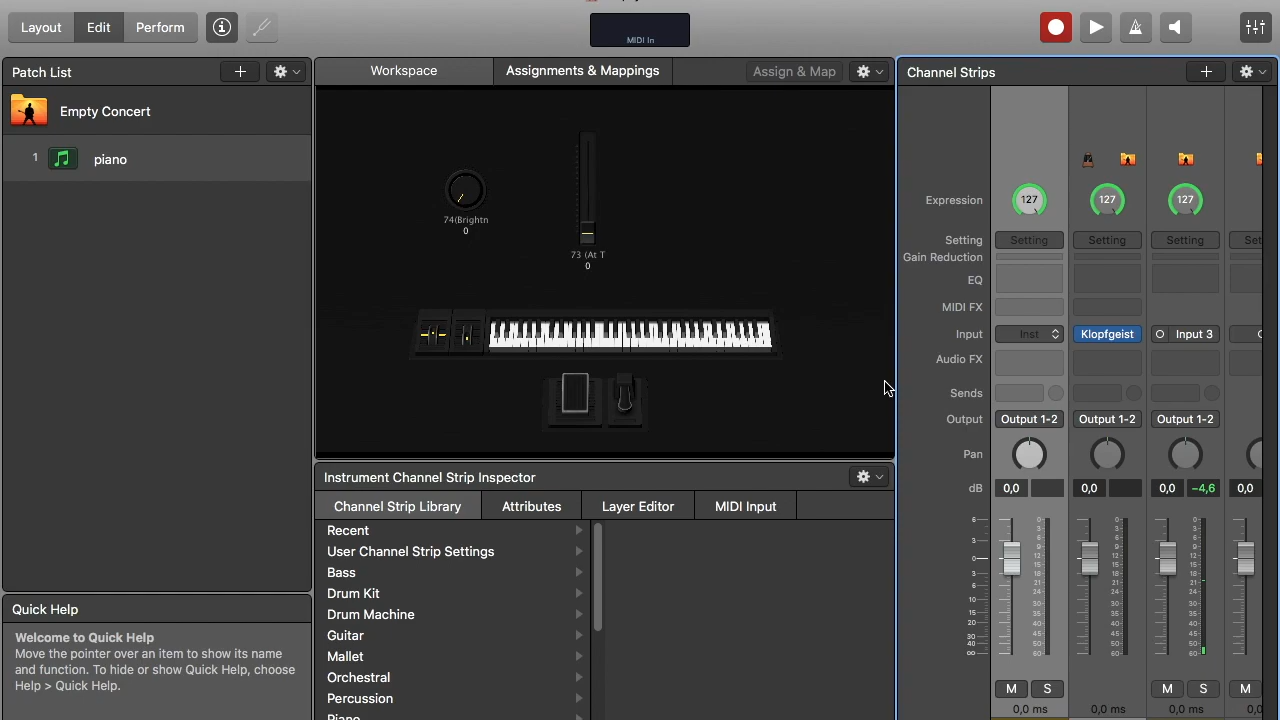 Layout
Edit
Perform
MIDI In
Patch List
Empty Concert
1
piano
Workspace
Assignments & Mappings
Assign & Map
74(Brightn
0
73 (At T
0
Channel Strips
Expression
127
127
127
Setting
Setting
Setting
Setting
Set
Gain Reduction
EQ
MIDI FX
Input
Inst
Klopfgeist
Input 3
Audio FX
Sends
Output
Output 1-2
Output 1-2
Output 1-2
Pan
dB
0,0
0,0
0,0
-4,6
0,0
M
S
M
S
M
0,0 ms
0,0 ms
0,0 ms
0,0
Instrument Channel Strip Inspector
Channel Strip Library
Attributes
Layer Editor
MIDI Input
Recent
User Channel Strip Settings
Bass
Drum Kit
Drum Machine
Guitar
Mallet
Orchestral
Percussion
Piano
Quick Help
Welcome to Quick Help
Move the pointer over an item to show its name
and function. To hide or show Quick Help, choose
Help > Quick Help.